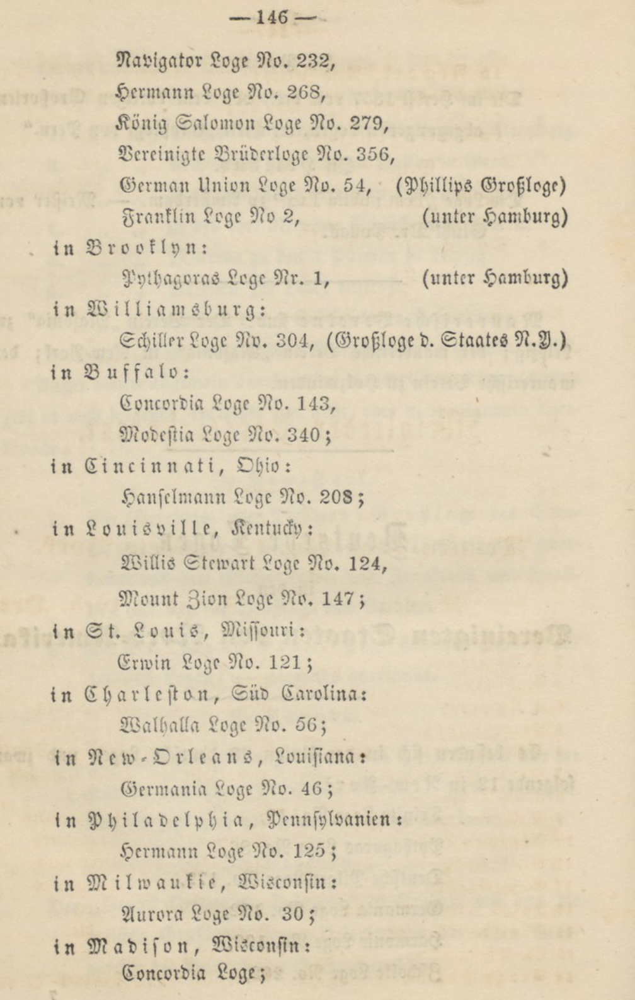 — 146 —
Navigator Loge No. 232,
Hermann Loge No. 268,
König Salomon Loge No. 279,
Vereinigte Brüderloge No. 356,
German Union Loge No. 54, (Phillips Großloge)
Franklin Loge No 2, (unter Hamburg)
in Brooklyn:
Pythagoras Loge Nr. 1, (unter Hamburg)
in Williamsburg:
Schiller Loge No. 304, (Großloge d. Staates N.Y.)
in Buffalo:
Concordia Loge No. 143,
Modestia Loge No. 340;
in Cincinnati, Ohio:
Hanselmann Loge No. 208;
in Louisville, Kentucky:
Willis Stewart Loge No. 124,
Mount Zion Loge No. 147;
in St. Louis, Missouri:
Erwin Loge No. 121;
in Charleston, Süd Carolina:
Walhalla Loge No. 56;
in New-Orleans, Louisiana:
Germania Loge No. 46;
in Philadelphia, Pennsylvanien:
Hermann Loge No. 125;
in Milwaukie, Wisconsin:
Aurora Loge No. 30;
in Madison, Wisconsin:
Concordia Loge;